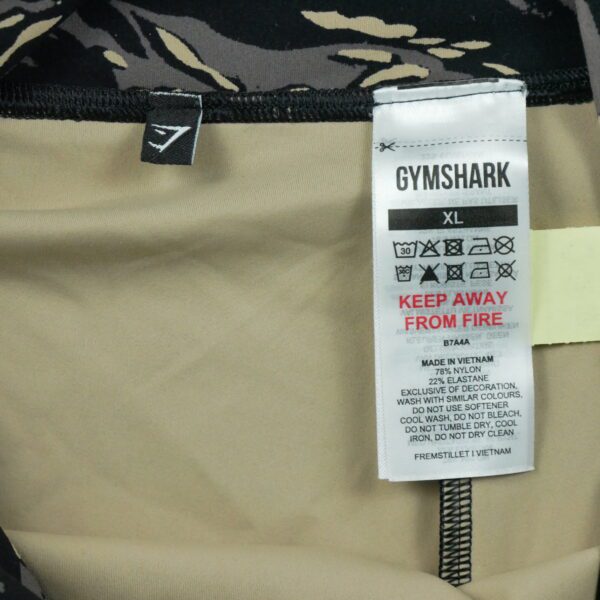 GYMSHARK
XL
30
KEEP AWAY
FROM FIRE
B7A4A
MADE IN VIETNAM
78% NYLON
22% ELASTANE
EXCLUSIVE OF DECORATION,
WASH WITH SIMILAR COLOURS,
DO NOT USE SOFTENER
COOL WASH, DO NOT BLEACH,
DO NOT TUMBLE DRY, COOL
IRON, DO NOT DRY CLEAN
FREMSTILLET I VIETNAM